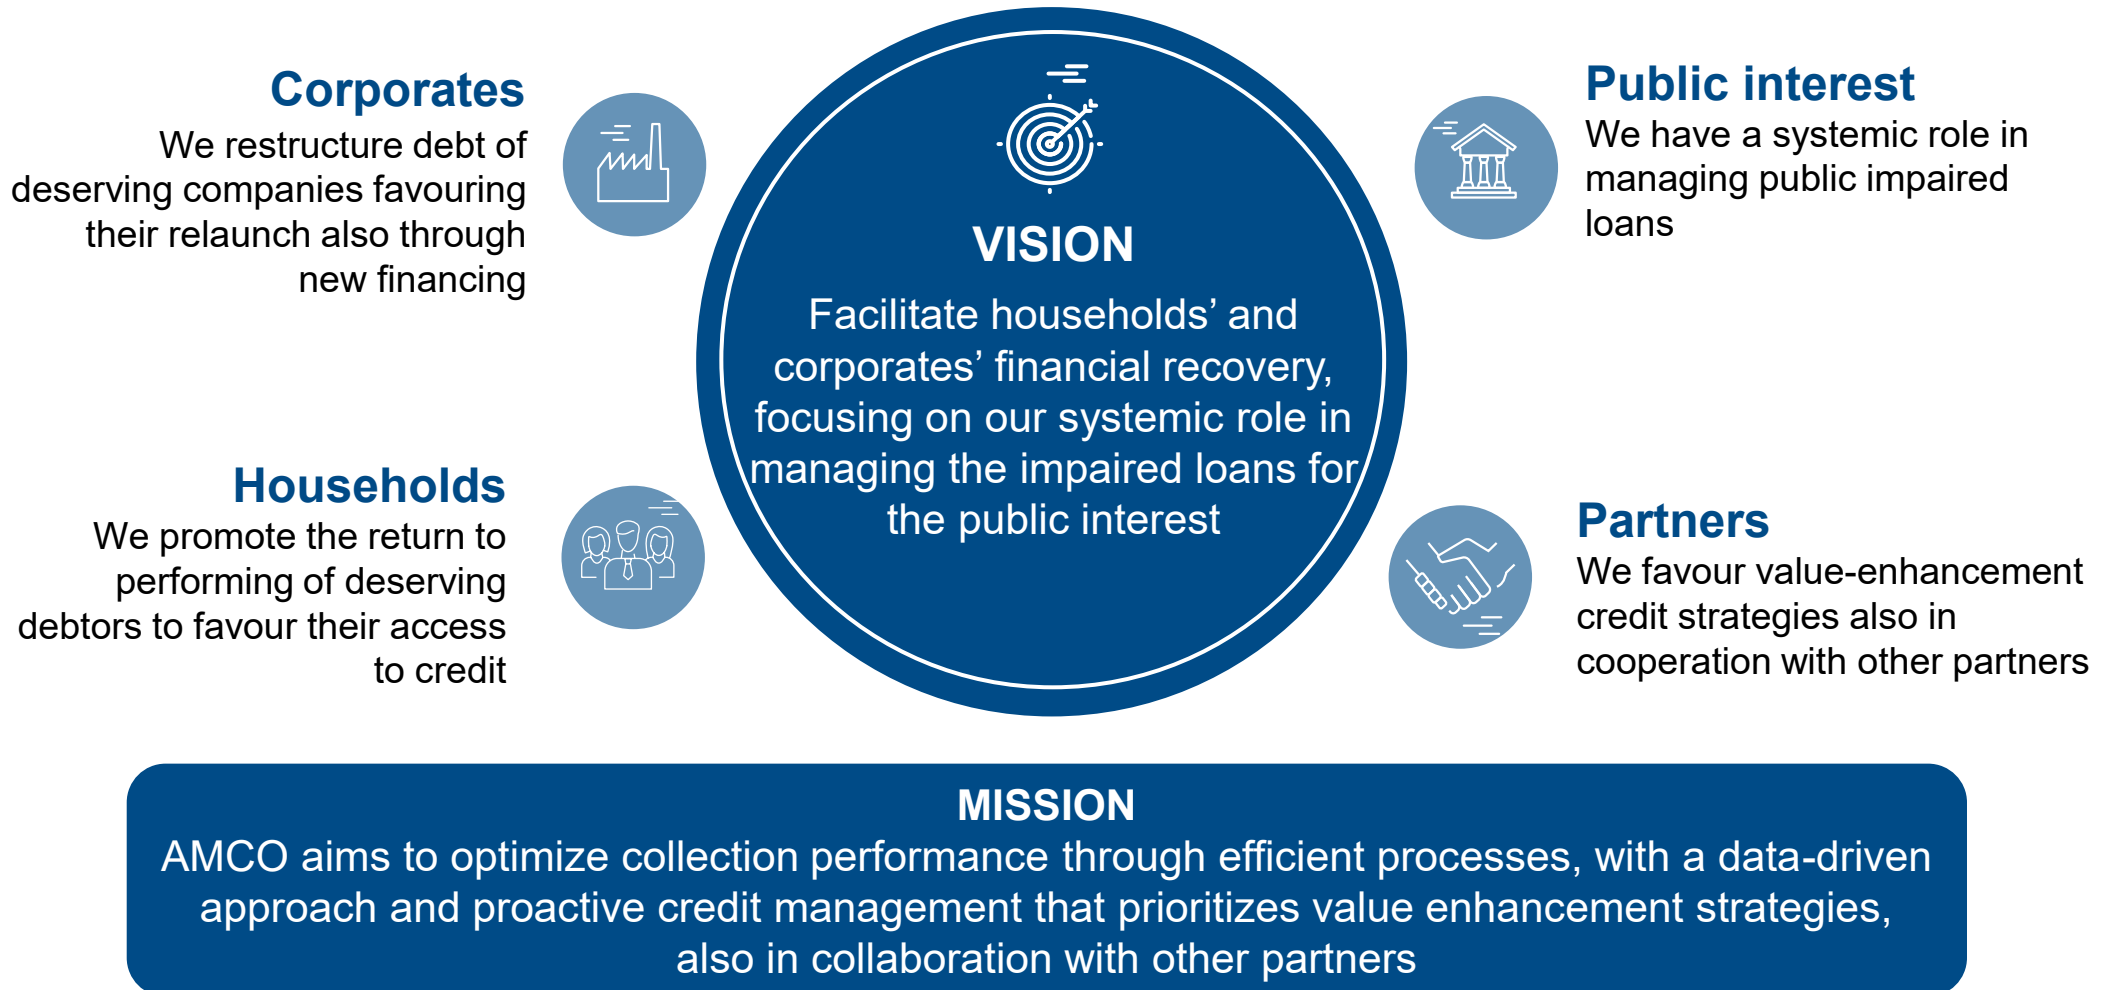 Corporates
We restructure debt of
deserving companies favouring
their relaunch also through
new financing
Households
We promote the return to
performing of deserving
debtors to favour their access
to credit
VISION
Facilitate households’ and
corporates’ financial recovery,
focusing on our systemic role in
managing the impaired loans for
the public interest
Public interest
We have a systemic role in
managing public impaired
loans
Partners
We favour value-enhancement
credit strategies also in
cooperation with other partners
MISSION
AMCO aims to optimize collection performance through efficient processes, with a data-driven
approach and proactive credit management that prioritizes value enhancement strategies,
also in collaboration with other partners